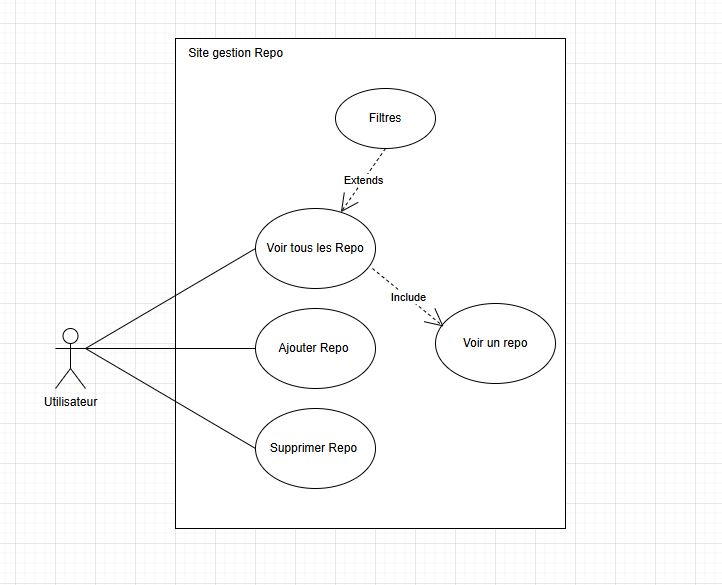 Site gestion Repo
Filtres
Extends
Voir tous les Repo
Include
Voir un repo
Ajouter Repo
Utilisateur
Supprimer Repo